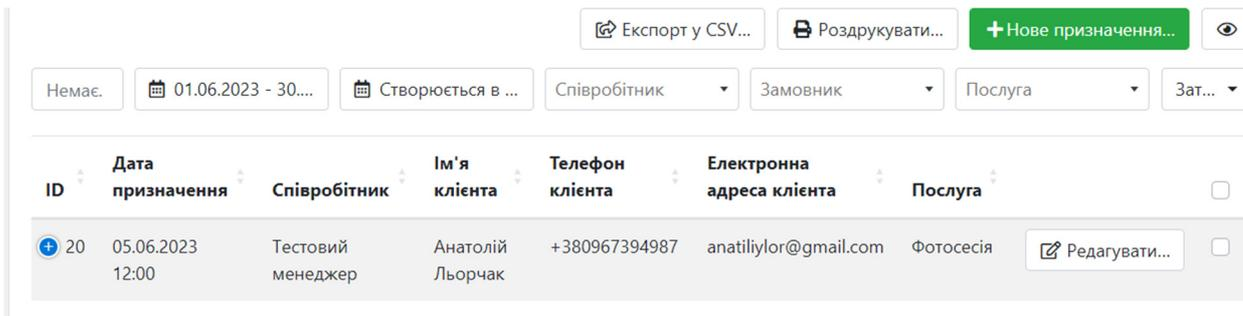 Експорт у CSV... Роздрукувати... +Нове призначення...
Немає. 01.06.2023 - 30.... Створюється в ... Співробітник Замовник Послуга Зат...
Дата Ім'я Телефон Електронна
ID призначення Співробітник клієнта клієнта адреса клієнта Послуга
20 05.06.2023 Тестовий Анатолій +380967394987 anatiliylor@gmail.com Фотосесія Редагувати...
12:00 менеджер Льорчак